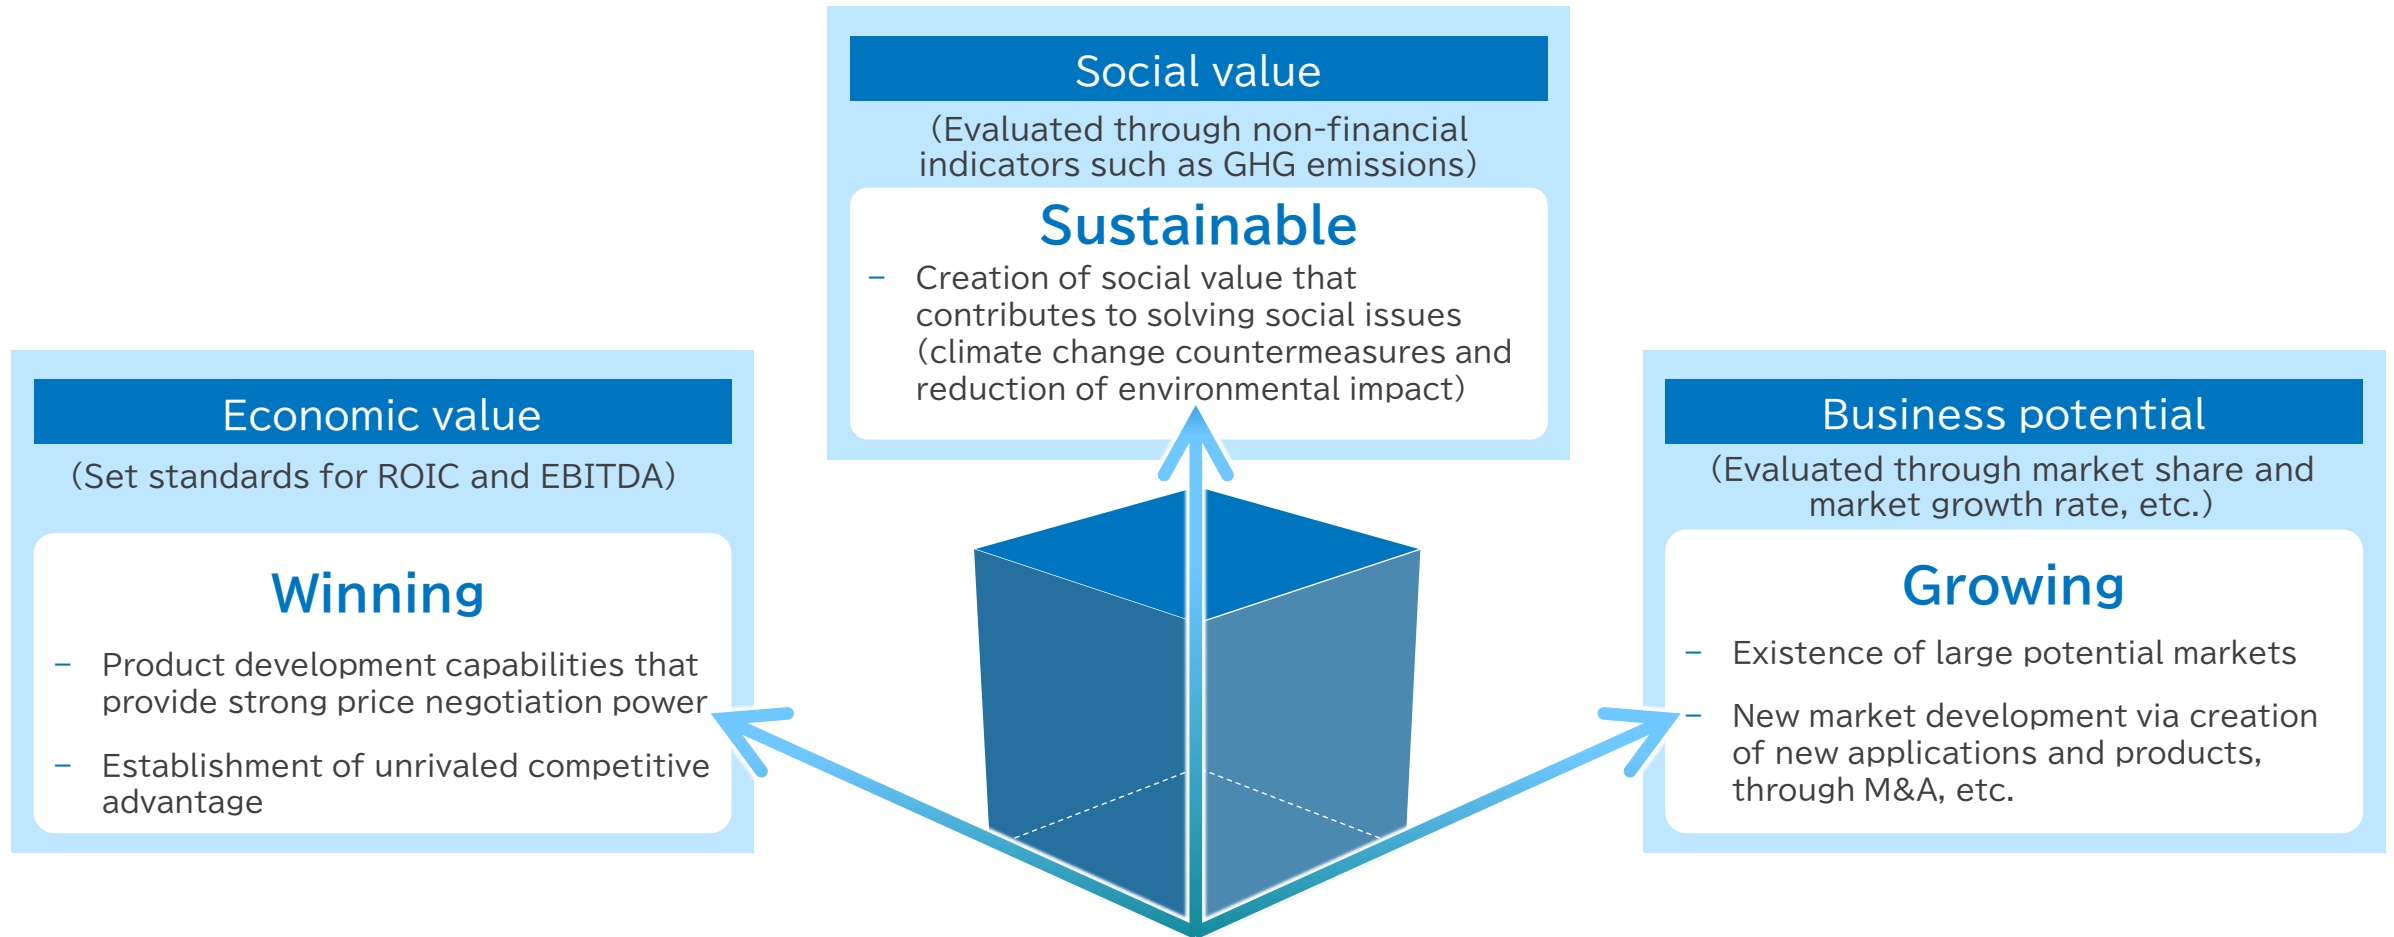 Social value
(Evaluated through non-financial
indicators such as GHG emissions)
Sustainable
– Creation of social value that
contributes to solving social issues
(climate change countermeasures and
reduction of environmental impact)
Economic value
(Set standards for ROIC and EBITDA)
Winning
– Product development capabilities that
provide strong price negotiation power
– Establishment of unrivaled competitive
advantage
Business potential
(Evaluated through market share and
market growth rate, etc.)
Growing
– Existence of large potential markets
– New market development via creation
of new applications and products,
through M&A, etc.